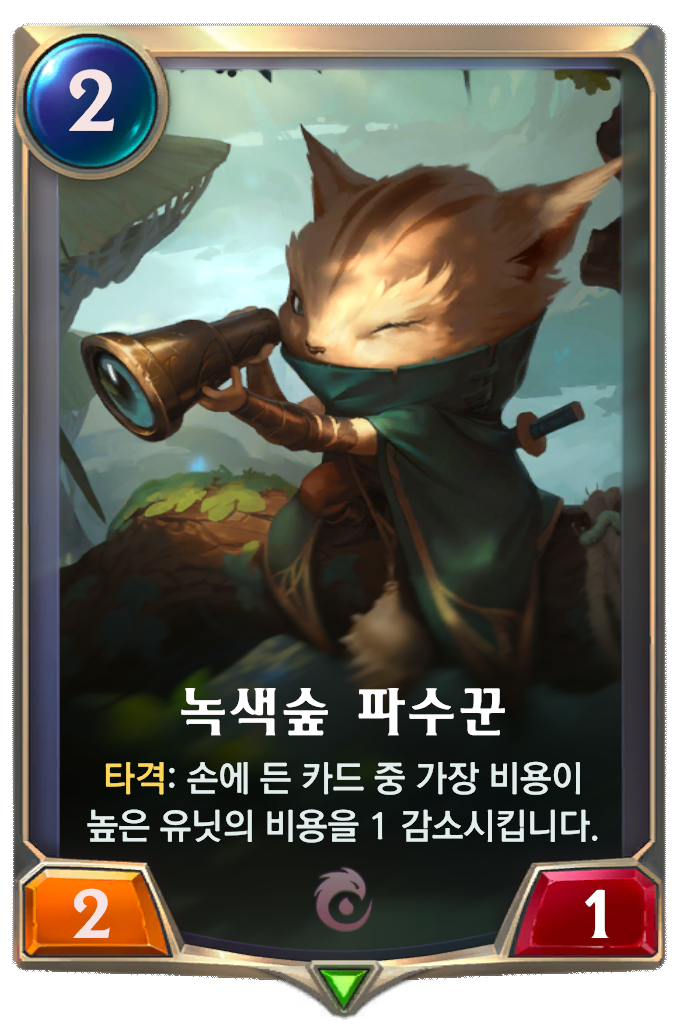 2
녹색숲 파수꾼
타격: 손에 든 카드 중 가장 비용이
높은 유닛의 비용을 1 감소시킵니다.
2
1